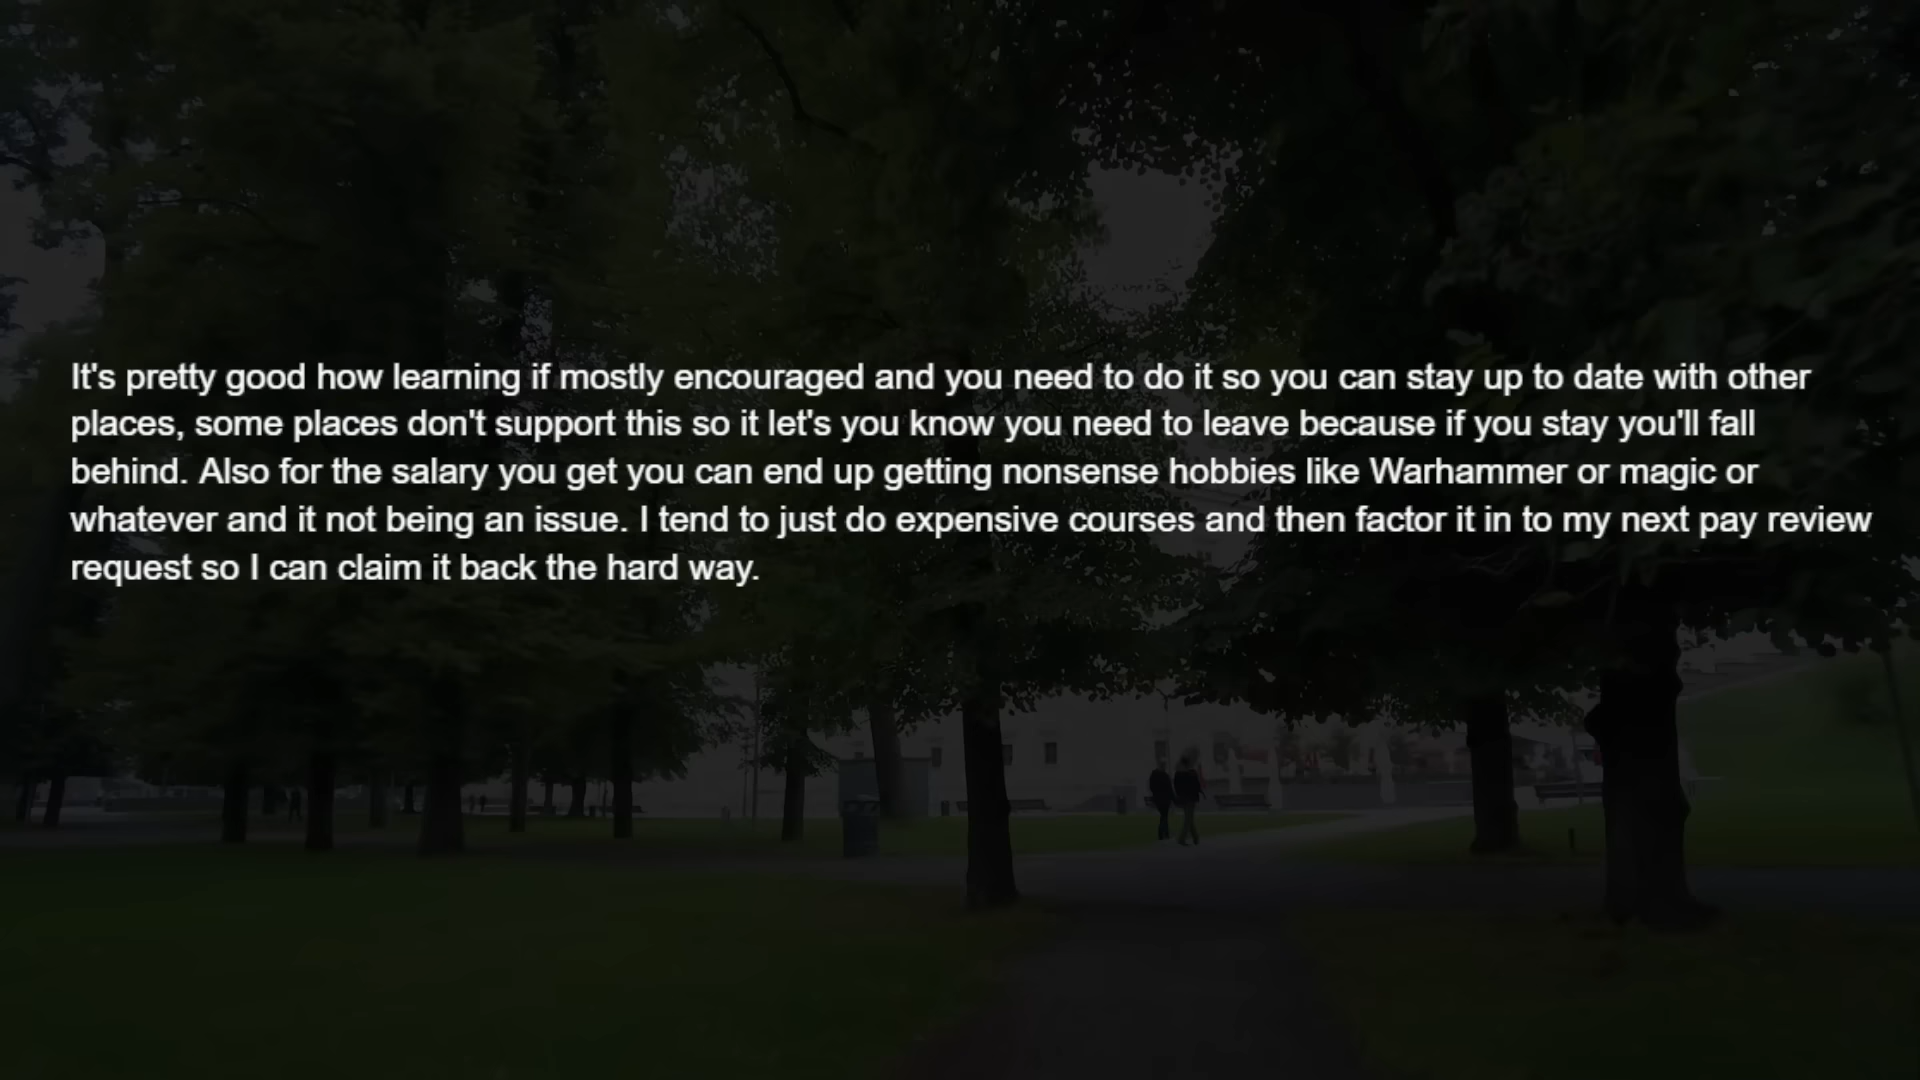 It's pretty good how learning if mostly encouraged and you need to do it so you can stay up to date with other
places, some places don't support this so it let's you know you need to leave because if you stay you'll fall
behind. Also for the salary you get you can end up getting nonsense hobbies like Warhammer or magic or
whatever and it not being an issue. I tend to just do expensive courses and then factor it in to my next pay review
request so I can claim it back the hard way.